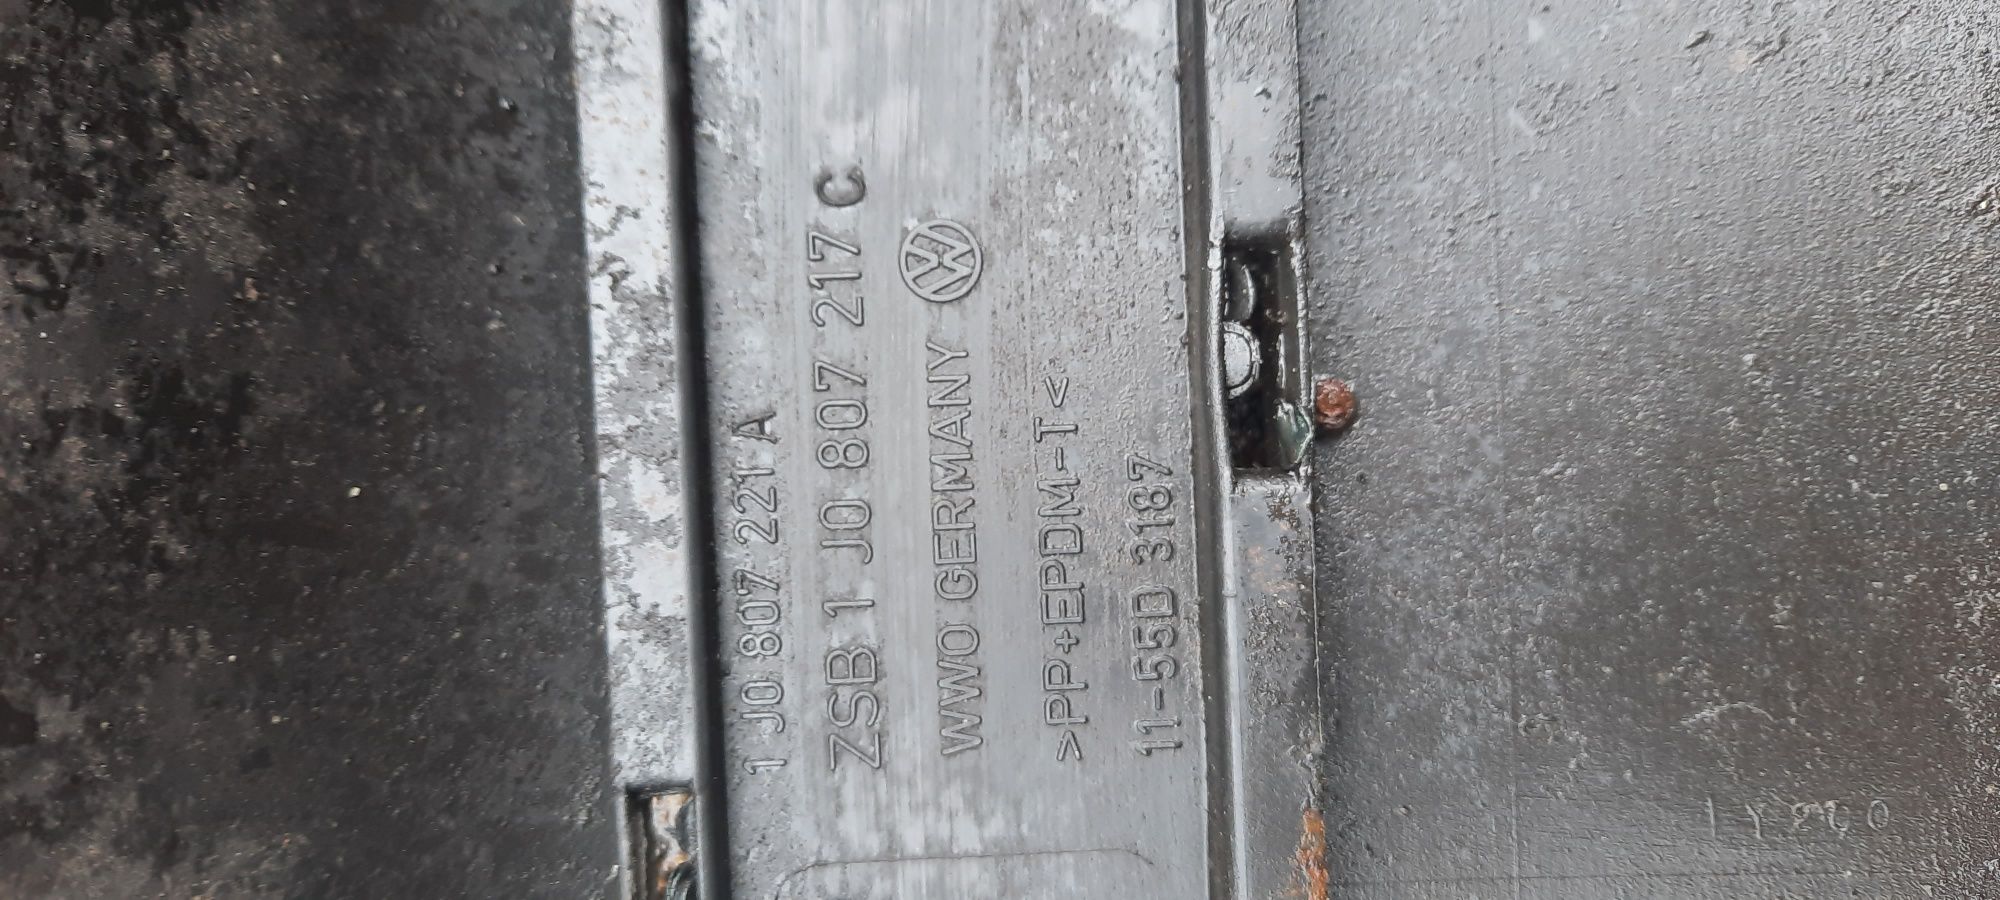 1 J0 807 221 A
ZSB 1 J0 807 217 C
WWO GERMANY
>PP+EPDM-T<
11-55D 3187